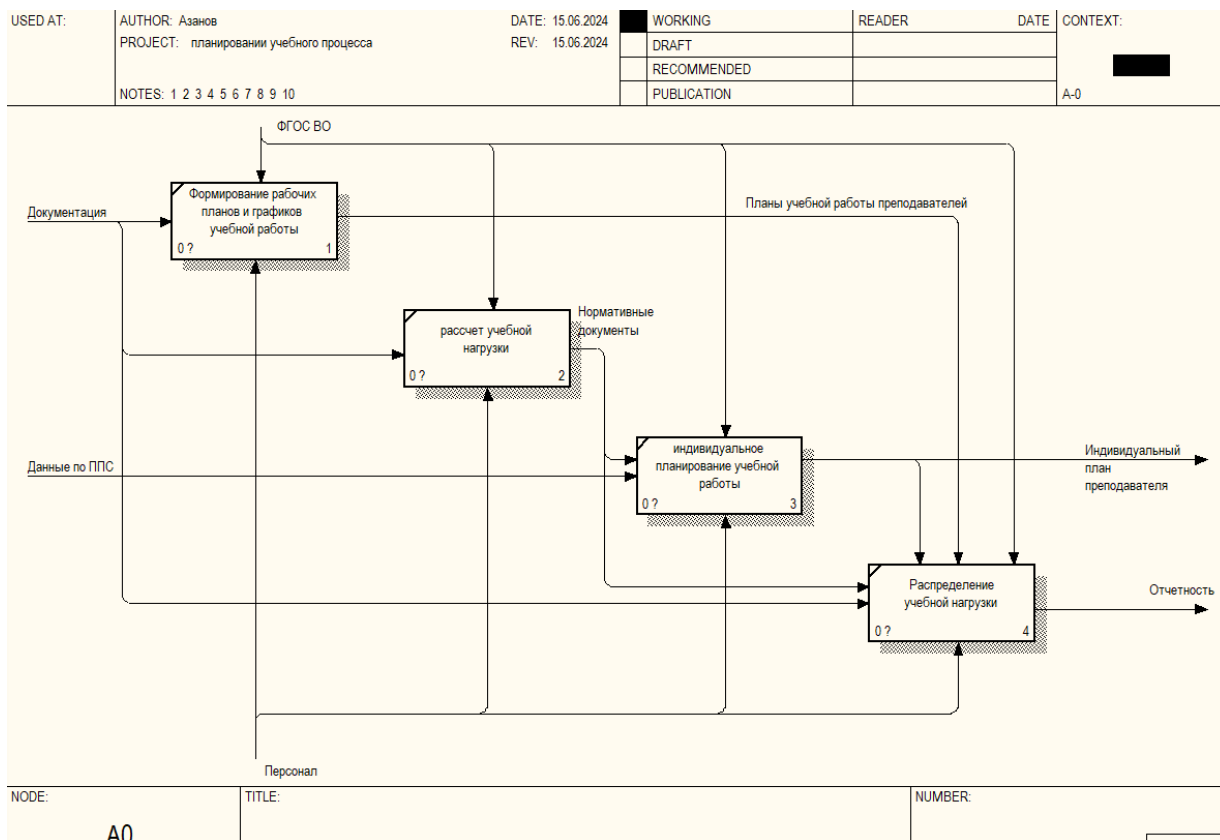 USED AT:
AUTHOR: Азанов
DATE: 15.06.2024
PROJECT: планировании учебного процесса
REV: 15.06.2024
NOTES: 1 2 3 4 5 6 7 8 9 10
WORKING
DRAFT
RECOMMENDED
PUBLICATION
READER
DATE
CONTEXT:
A-0
ФГОС ВО
Документация
Формирование рабочих
планов и графиков
учебной работы
0 ?
1
Планы учебной работы преподавателей
рассчет учебной
нагрузки
0 ?
2
Нормативные
документы
Данные по ППС
индивидуальное
планирование учебной
работы
0 ?
3
Индивидуальный
план
преподавателя
Распределение
учебной нагрузки
0 ?
4
Отчетность
Персонал
NODE:
A0
TITLE:
NUMBER: